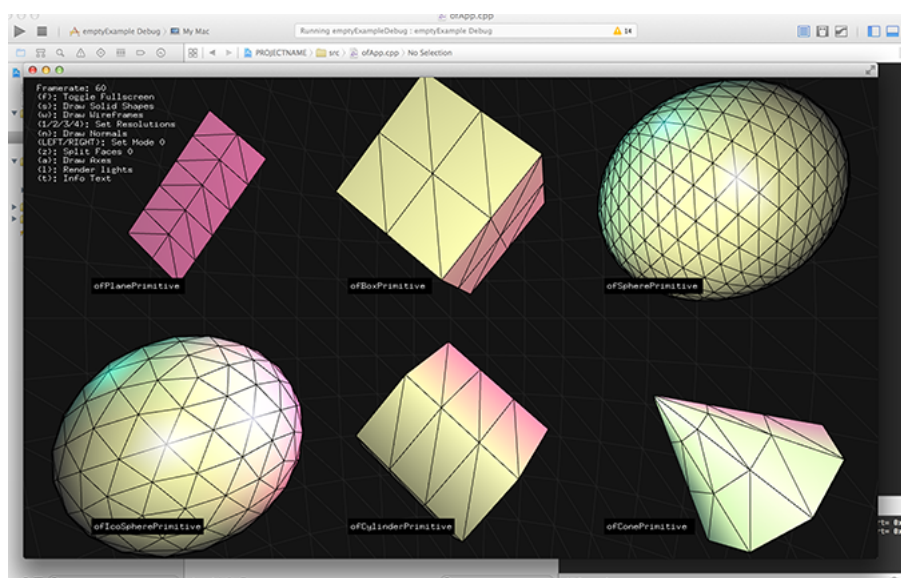 ofApp.cpp
emptyExample Debug
My Mac
Running emptyExampleDebug : emptyExample Debug
14
PROJECTNAME
src
ofApp.cpp
No Selection
Framerate: 60
(f): Toggle Fullscreen
(s): Draw Solid Shapes
(w): Draw Wireframes
(1/2/3/4): Set Resolutions
(n): Draw Normals
(LEFT/RIGHT): Set Mode 0
(z): Split Faces 0
(a): Draw Axes
(l): Render lights
(t): Info Text
ofPlanePrimitive
ofBoxPrimitive
ofSpherePrimitive
ofIcoSpherePrimitive
ofCylinderPrimitive
ofConePrimitive